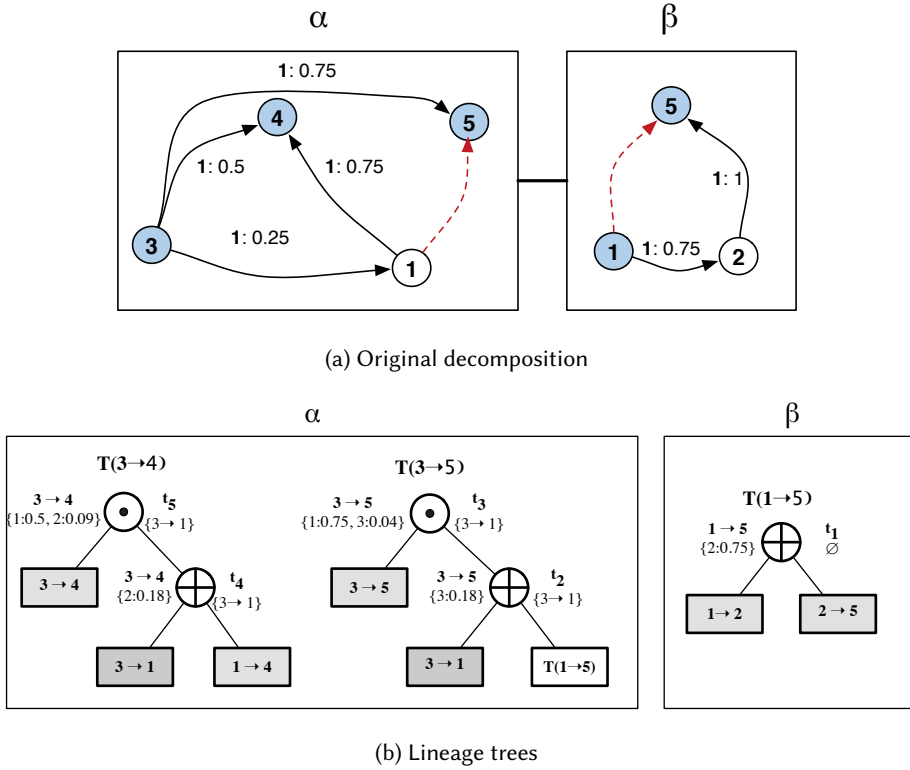 α
β
1: 0.75
4
5
5
1: 0.5
1: 0.75
1: 1
3
1: 0.25
1
1
1: 0.75
2
(a) Original decomposition
α
β
T(3→4)
T(3→5)
T(1→5)
3 → 4
t5
{1:0.5, 2:0.09}
{3→ 1}
3 → 5
t3
{1:0.75, 3:0.04}
{3→ 1}
1 → 5
t1
{2:0.75}
∅
3 → 4
3 → 4
t4
{2:0.18}
{3→ 1}
3 → 5
3 → 5
t2
{3:0.18}
{3→ 1}
1→ 2
2 → 5
3 → 1
1 → 4
3 → 1
T(1→5)
(b) Lineage trees